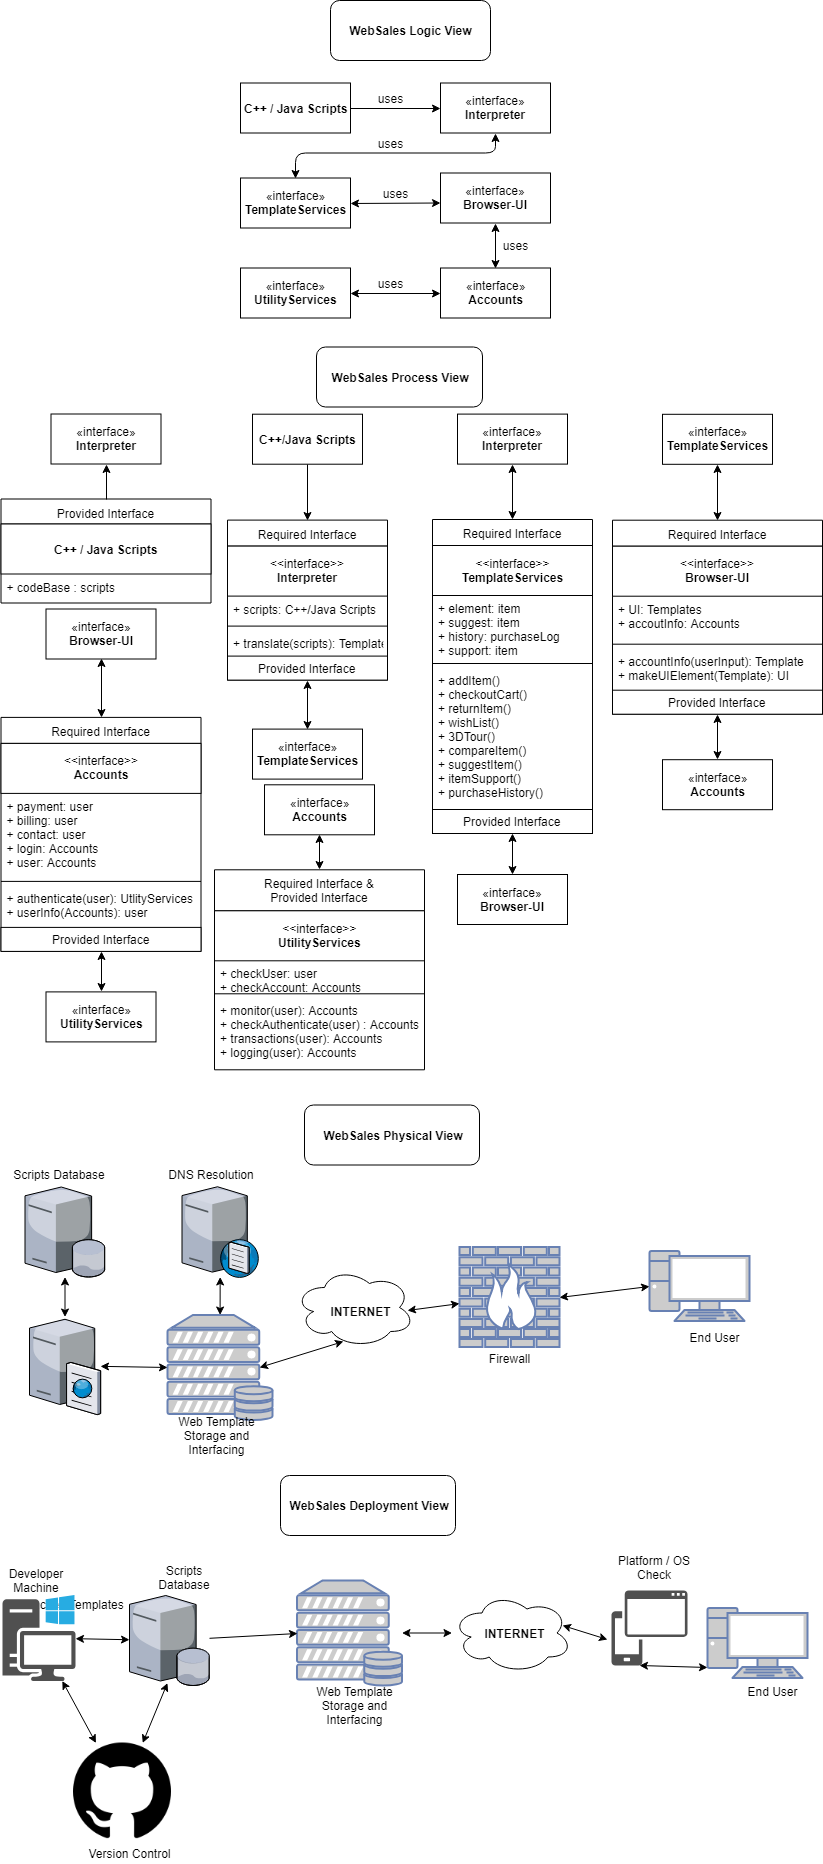 WebSales Logic View
C++ / Java Scripts
uses
«interface»
Interpreter
uses
«interface»
TemplateServices
uses
«interface»
Browser-UI
uses
«interface»
UtilityServices
uses
«interface»
Accounts
WebSales Process View
«interface»
Interpreter
Provided Interface
C++ / Java Scripts
+ codeBase : scripts
«interface»
Browser-UI
Required Interface
<<interface>>
Accounts
+ payment: user
+ billing: user
+ contact: user
+ login: Accounts
+ user: Accounts
+ authenticate(user): UtlityServices
+ userInfo(Accounts): user
Provided Interface
«interface»
UtilityServices
C++/Java Scripts
Required Interface
<<interface>>
Interpreter
+ scripts: C++/Java Scripts
+ translate(scripts): Template
Provided Interface
«interface»
TemplateServices
«interface»
Accounts
Required Interface &
Provided Interface
<<interface>>
UtilityServices
+ checkUser: user
+ checkAccount: Accounts
+ monitor(user): Accounts
+ checkAuthenticate(user) : Accounts
+ transactions(user): Accounts
+ logging(user): Accounts
«interface»
Interpreter
Required Interface
<<interface>>
TemplateServices
+ element: item
+ suggest: item
+ history: purchaseLog
+ support: item
+ addItem()
+ checkoutCart()
+ returnItem()
+ wishList()
+ 3DTour()
+ compareItem()
+ suggestItem()
+ itemSupport()
+ purchaseHistory()
Provided Interface
«interface»
Browser-UI
«interface»
TemplateServices
Required Interface
<<interface>>
Browser-UI
+ UI: Templates
+ accoutInfo: Accounts
+ accountInfo(userInput): Template
+ makeUIElement(Template): UI
Provided Interface
«interface»
Accounts
WebSales Physical View
Scripts Database
DNS Resolution
INTERNET
Firewall
End User
Web Template
Storage and
Interfacing
WebSales Deployment View
Developer
Machine
Templates
Scripts
Database
Web Template
Storage and
Interfacing
INTERNET
Platform / OS
Check
End User
Version Control